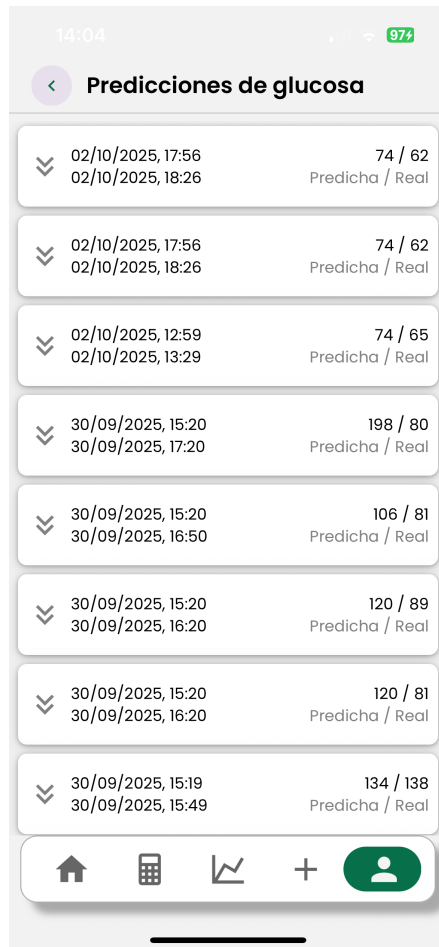 14:04
97
Predicciones de glucosa
02/10/2025, 17:56
74 / 62
02/10/2025, 18:26
Predicha / Real
02/10/2025, 17:56
74 / 62
02/10/2025, 18:26
Predicha / Real
02/10/2025, 12:59
74 / 65
02/10/2025, 13:29
Predicha / Real
30/09/2025, 15:20
198 / 80
30/09/2025, 17:20
Predicha / Real
30/09/2025, 15:20
106 / 81
30/09/2025, 16:50
Predicha / Real
30/09/2025, 15:20
120 / 89
30/09/2025, 16:20
Predicha / Real
30/09/2025, 15:20
120 / 81
30/09/2025, 16:20
Predicha / Real
30/09/2025, 15:19
134 / 138
30/09/2025, 15:49
Predicha / Real